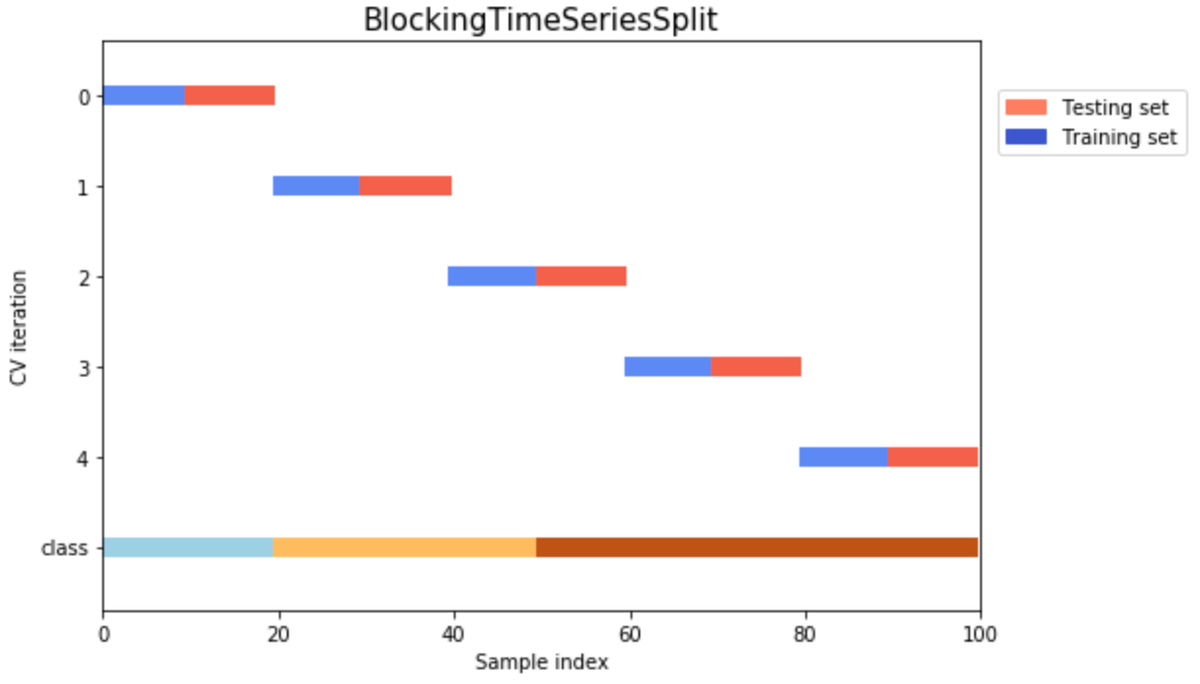 BlockingTimeSeriesSplit
0
1
2
3
4
class
CV iteration
0 20 40 60 80 100
Sample index
Testing set
Training set